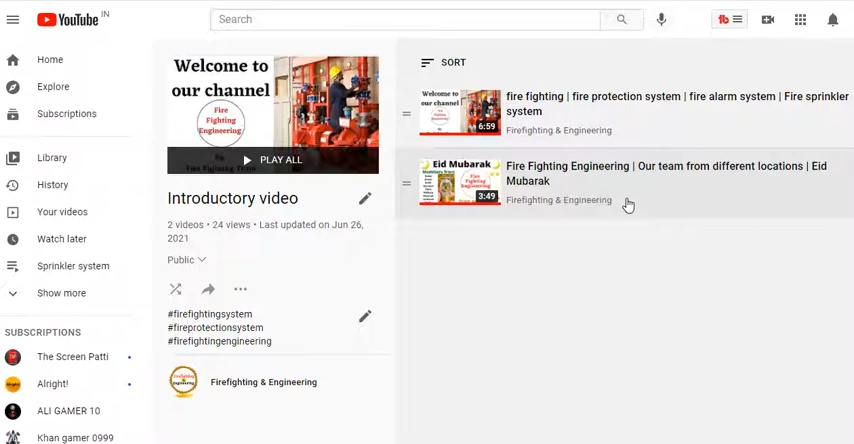 YouTube IN
Search
Home
Explore
Subscriptions
Library
History
Your videos
Watch later
Sprinkler system
Show more
SUBSCRIPTIONS
The Screen Patti
Alright!
ALI GAMER 10
Khan gamer 0999
Welcome to
our channel
Fire
Fighting
Engineering
PLAY ALL
Introductory video
2 videos • 24 views • Last updated on Jun 26,
2021
Public
#firefightingsystem
#fireprotectionsystem
#firefightingengineering
Firefighting & Engineering
SORT
Welcome to
our channel
6:59
fire fighting | fire protection system | fire alarm system | Fire sprinkler
system
Firefighting & Engineering
Eid Mubarak
3:49
Fire Fighting Engineering | Our team from different locations | Eid
Mubarak
Firefighting & Engineering